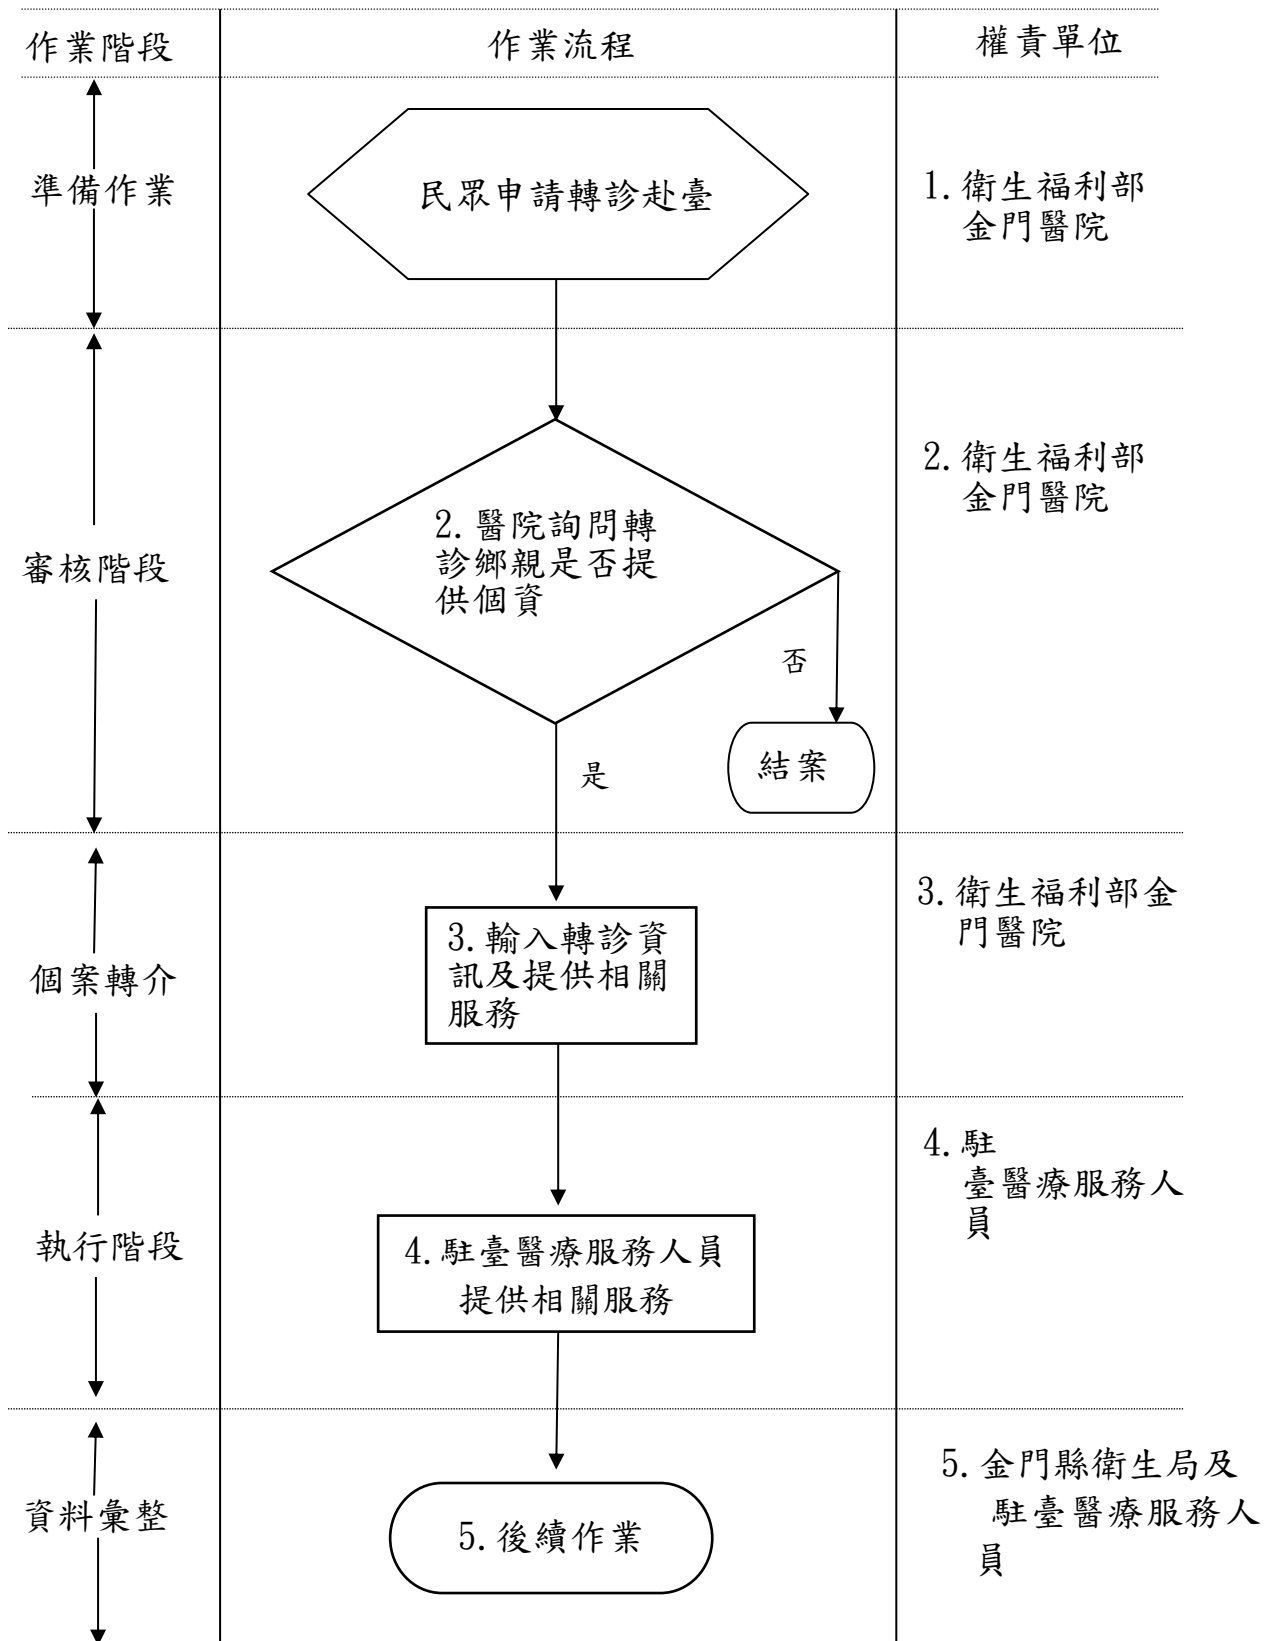 作業階段
作業流程
權責單位
準備作業
民眾申請轉診赴臺
1.衛生福利部
金門醫院
審核階段
2.醫院詢問轉
診鄉親是否提
供個資
否
結案
是
2.衛生福利部
金門醫院
個案轉介
3.輸入轉診資
訊及提供相關
服務
3.衛生福利部金
門醫院
執行階段
4.駐臺醫療服務人員
提供相關服務
4.駐
臺醫療服務人
員
資料彙整
5.後續作業
5.金門縣衛生局及
駐臺醫療服務人
員